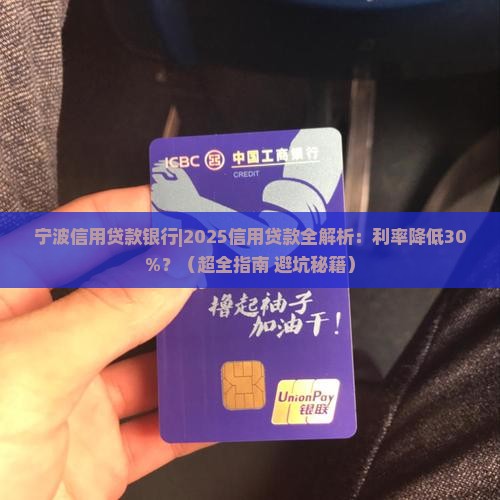 ICBC 中国工商银行
CREDIT
宁波信用贷款银行|2025信用贷款全解析：利率降低30
%？（超全指南 避坑秘籍）
撸起袖子
加油干！
UnionPay
银联